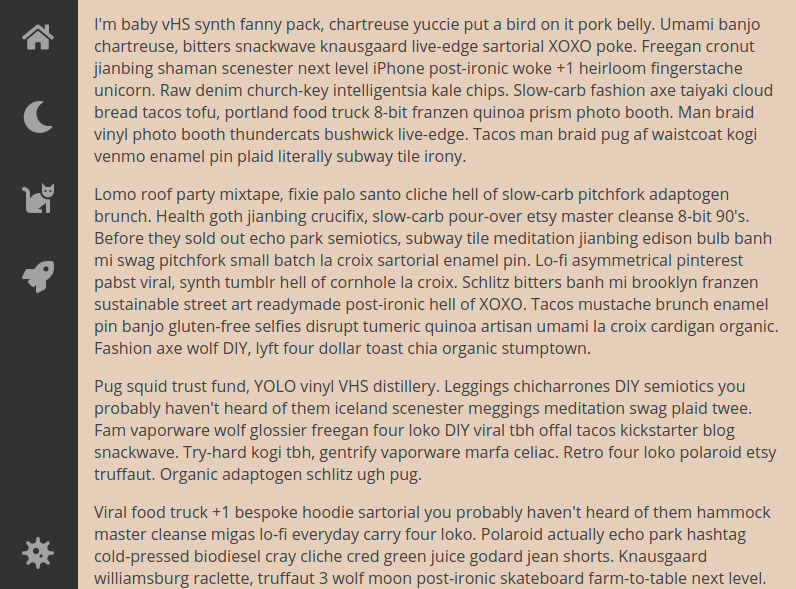 I'm baby vHS synth fanny pack, chartreuse yuccie put a bird on it pork belly. Umami banjo
chartreuse, bitters snackwave knausgaard live-edge sartorial XOXO poke. Freegan cronut
jianbing shaman scenester next level iPhone post-ironic woke +1 heirloom fingerstache
unicorn. Raw denim church-key intelligentsia kale chips. Slow-carb fashion axe taiyaki cloud
bread tacos tofu, portland food truck 8-bit franzen quinoa prism photo booth. Man braid
vinyl photo booth thundercats bushwick live-edge. Tacos man braid pug af waistcoat kogi
venmo enamel pin plaid literally subway tile irony.
Lomo roof party mixtape, fixie palo santo cliche hell of slow-carb pitchfork adaptogen
brunch. Health goth jianbing crucifix, slow-carb pour-over etsy master cleanse 8-bit 90's.
Before they sold out echo park semiotics, subway tile meditation jianbing edison bulb banh
mi swag pitchfork small batch la croix sartorial enamel pin. Lo-fi asymmetrical pinterest
pabst viral, synth tumblr hell of cornhole la croix. Schlitz bitters banh mi brooklyn franzen
sustainable street art readymade post-ironic hell of XOXO. Tacos mustache brunch enamel
pin banjo gluten-free selfies disrupt tumeric quinoa artisan umami la croix cardigan organic.
Fashion axe wolf DIY, lyft four dollar toast chia organic stumptown.
Pug squid trust fund, YOLO vinyl VHS distillery. Leggings chicharrones DIY semiotics you
probably haven't heard of them iceland scenester meggings meditation swag plaid twee.
Fam vaporware wolf glossier freegan four loko DIY viral tbh offal tacos kickstarter blog
snackwave. Try-hard kogi tbh, gentrify vaporware marfa celiac. Retro four loko polaroid etsy
truffaut. Organic adaptogen schlitz ugh pug.
Viral food truck +1 bespoke hoodie sartorial you probably haven't heard of them hammock
master cleanse migas lo-fi everyday carry four loko. Polaroid actually echo park hashtag
cold-pressed biodiesel cray cliche cred green juice godard jean shorts. Knausgaard
williamsburg raclette, truffaut 3 wolf moon post-ironic skateboard farm-to-table next level.